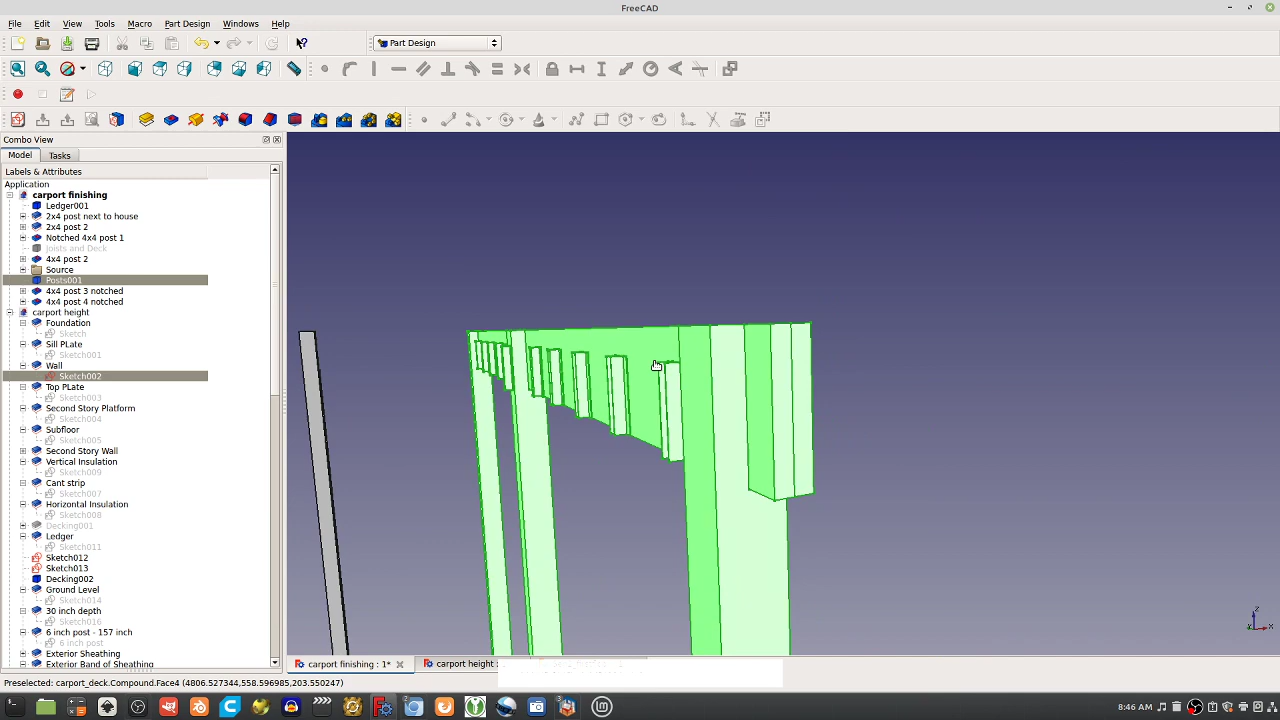 FreeCAD
File Edit View Tools Macro Part Design Windows Help
Part Design
Combo View
Model Tasks
Labels & Attributes
Application
carport finishing
Ledger001
2x4 post next to house
2x4 post 2
Notched 4x4 post 1
Joists and Deck
4x4 post 2
Source
Posts001
4x4 post 3 notched
4x4 post 4 notched
carport height
Foundation
Sketch
Sill PLate
Sketch001
Wall
Sketch002
Top PLate
Sketch003
Second Story Platform
Subfloor
Sketch005
Second Story Wall
Vertical Insulation
Sketch009
Cant strip
Sketch007
Horizontal Insulation
Sketch008
Decking001
Ledger
Sketch011
Sketch012
Sketch013
Decking002
Ground Level
Sketch014
30 inch depth
Sketch016
6 inch post - 157 inch
6 inch post
Exterior Sheathing
Exterior Band of Sheathing
carport finishing : 1* carport height :
Preselected: carport_deck.Compound.Face4 (4806.527344,558.596985,203.550247)
8:46 AM